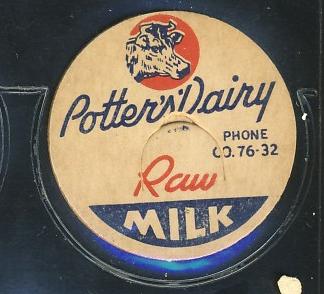 Potter's Dairy
PHONE
CO. 76-32
Raw
MILK